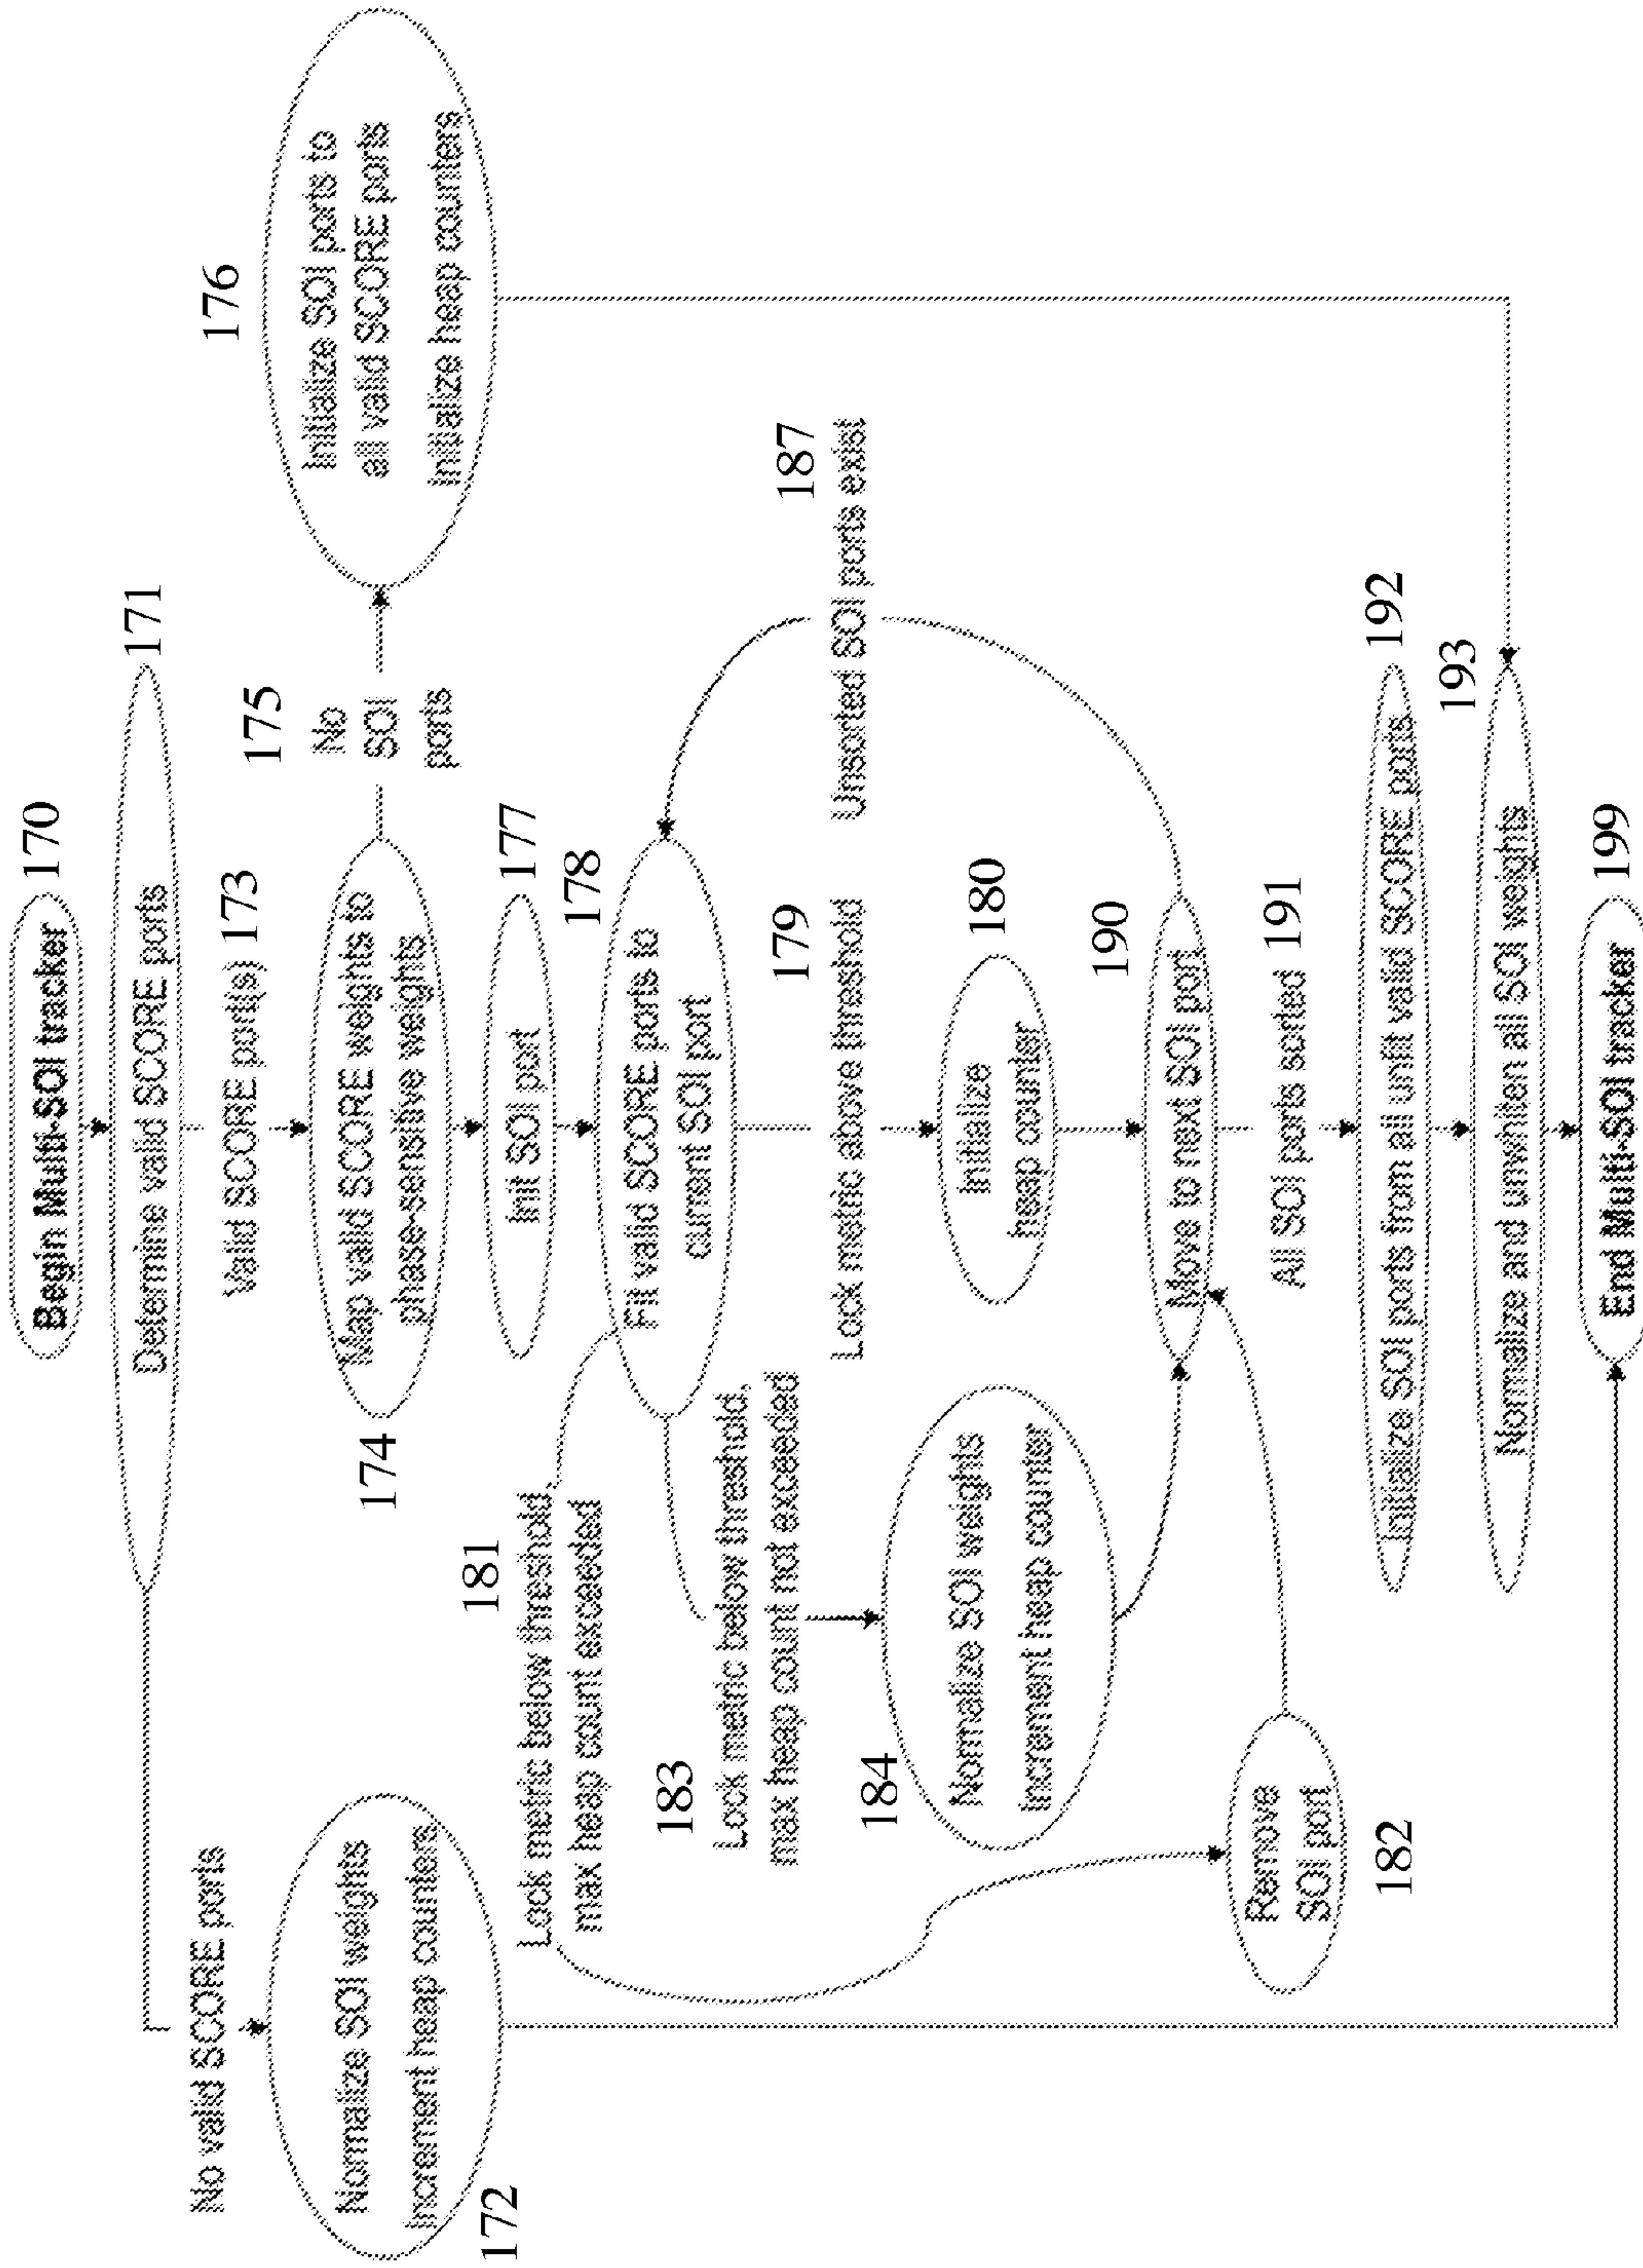 Begin Multi-SOI tracker
170
Determine valid SCORE ports
171
No valid SCORE ports
Normalize SOI weights
Increment heap counters
172
Valid SCORE port(s)
173
Map valid SCORE weights to
phase-sensitive weights
174
175
No
SOI
ports
176
Initialize SOI ports to
all valid SCORE ports
Initialize heap counters
Init SOI port
177
178
Fit valid SCORE ports to
current SOI port
179
Lock metric above threshold
Initialize
heap counter
180
181
Lock metric below threshold
max heap count exceeded
Remove
SOI port
182
183
Lock metric below threshold,
max heap count not exceeded
184
Normalize SOI weights
Increment heap counter
187
Unsorted SOI ports exist
190
Move to next SOI port
All SOI ports sorted
191
Initialize SOI ports from all unfit valid SCORE ports
192
193
Normalize and unwhiten all SOI weights
End Multi-SOI tracker
199